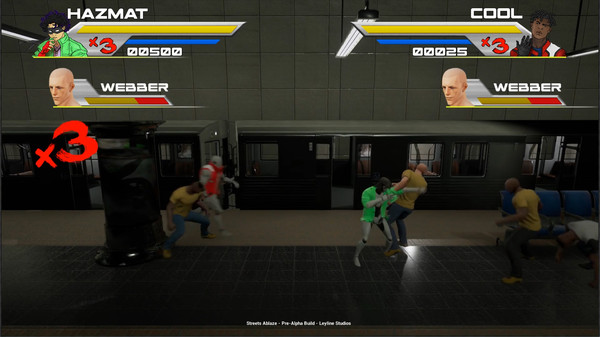 HAZMAT
COOL
x3
00500
00025
x3
WEBBER
WEBBER
x3
Streets Ablaze - Pre-Alpha Build - Leyline Studios